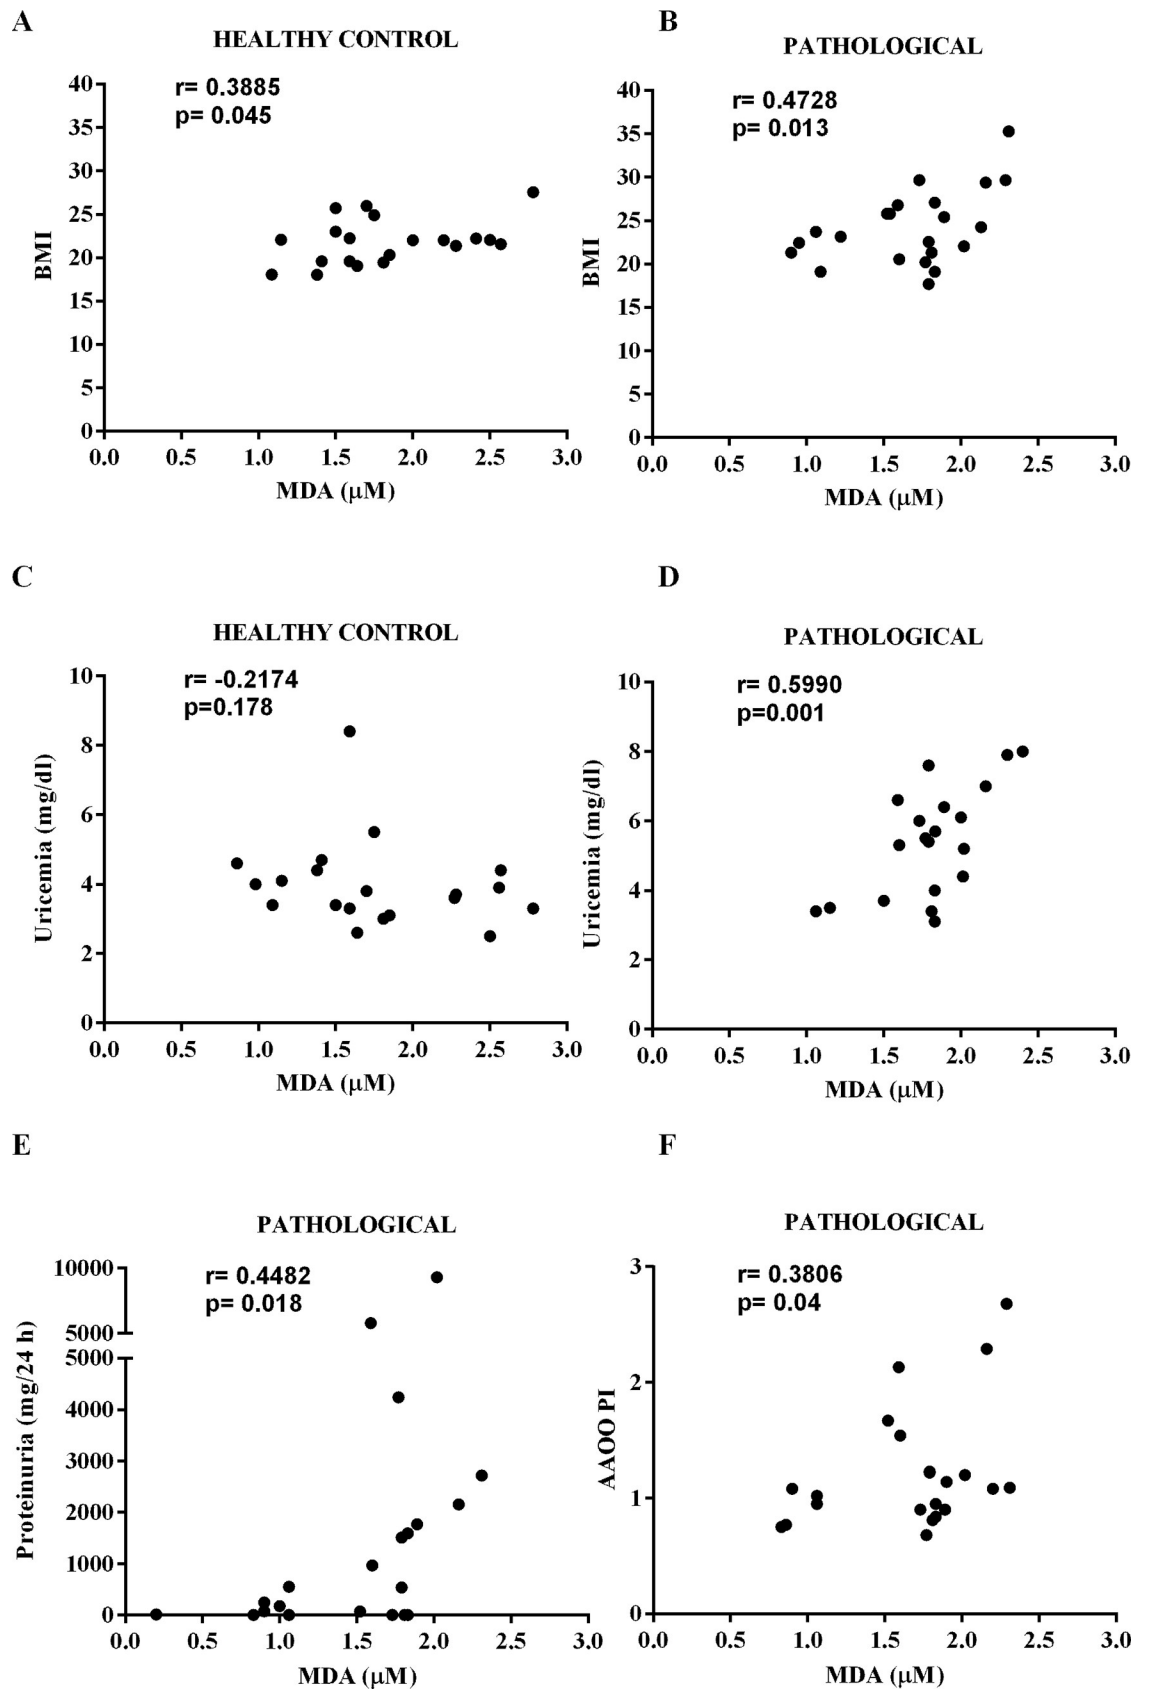 A
HEALTHY CONTROL
r= 0.3885
p= 0.045
BMI
40
35
30
25
20
15
10
5
0
0.0 0.5 1.0 1.5 2.0 2.5 3.0
MDA (μM)
B
PATHOLOGICAL
r= 0.4728
p= 0.013
BMI
40
35
30
25
20
15
10
5
0
0.0 0.5 1.0 1.5 2.0 2.5 3.0
MDA (μM)
C
HEALTHY CONTROL
r= -0.2174
p=0.178
Uricemia (mg/dl)
10
8
6
4
2
0
0.0 0.5 1.0 1.5 2.0 2.5 3.0
MDA (μM)
D
PATHOLOGICAL
r= 0.5990
p=0.001
Uricemia (mg/dl)
10
8
6
4
2
0
0.0 0.5 1.0 1.5 2.0 2.5 3.0
MDA (μM)
E
PATHOLOGICAL
r= 0.4482
p= 0.018
Proteinuria (mg/24 h)
10000
5000
5000
4000
3000
2000
1000
0
0.0 0.5 1.0 1.5 2.0 2.5 3.0
MDA (μM)
F
PATHOLOGICAL
r= 0.3806
p= 0.04
AAOO PI
3
2
1
0
0.0 0.5 1.0 1.5 2.0 2.5 3.0
MDA (μM)